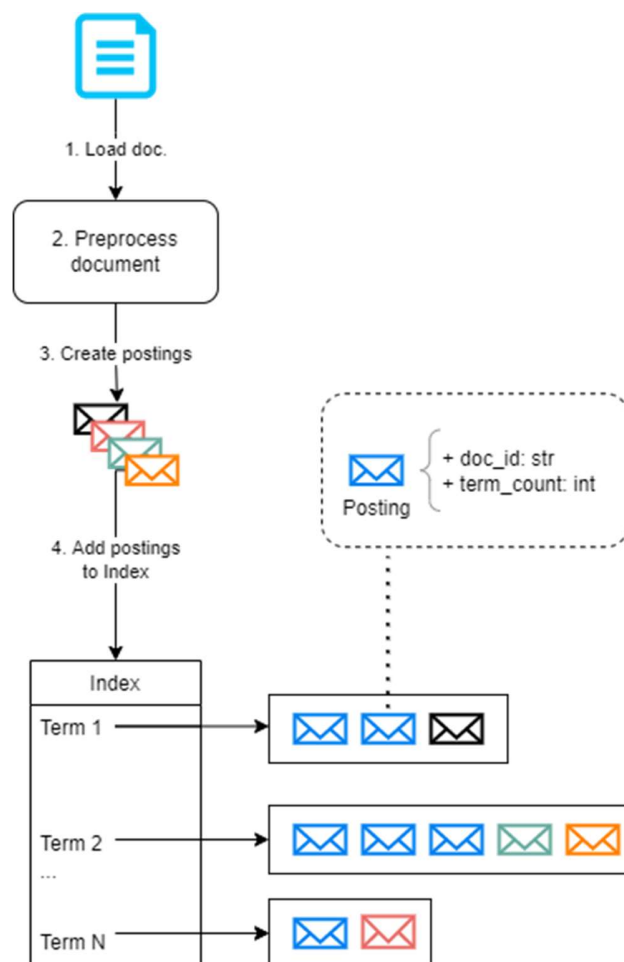 1. Load doc.
2. Preprocess
document
3. Create postings
+ doc_id: str
+ term_count: int
Posting
4. Add postings
to Index
Index
Term 1
Term 2
...
Term N